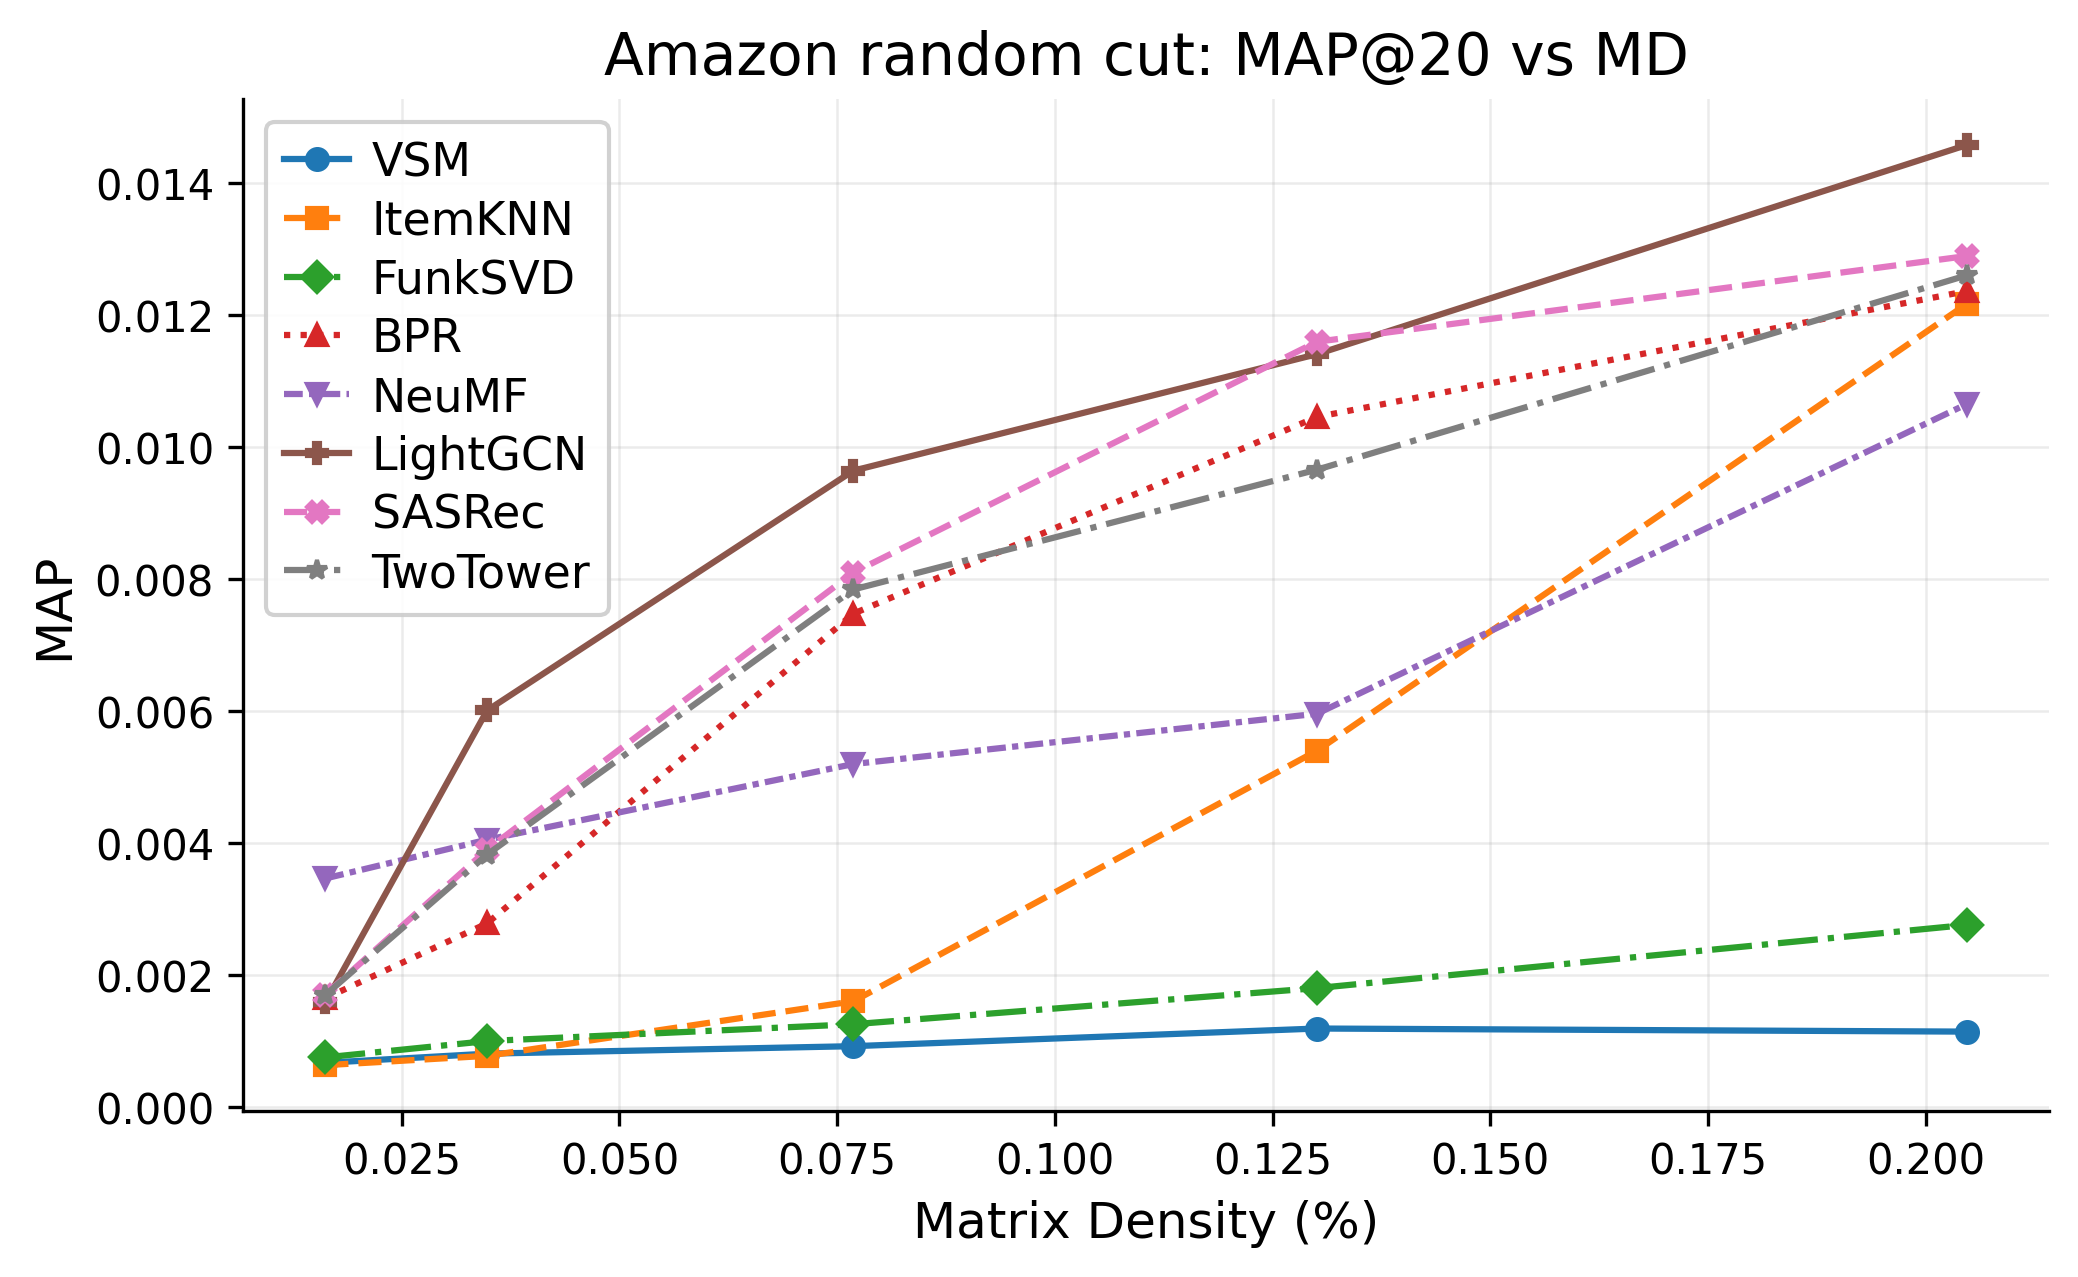 Amazon random cut: MAP@20 vs MD
VSM
ItemKNN
FunkSVD
BPR
NeuMF
LightGCN
SASRec
TwoTower
MAP
0.014
0.012
0.010
0.008
0.006
0.004
0.002
0.000
0.025 0.050 0.075 0.100 0.125 0.150 0.175 0.200
Matrix Density (%)